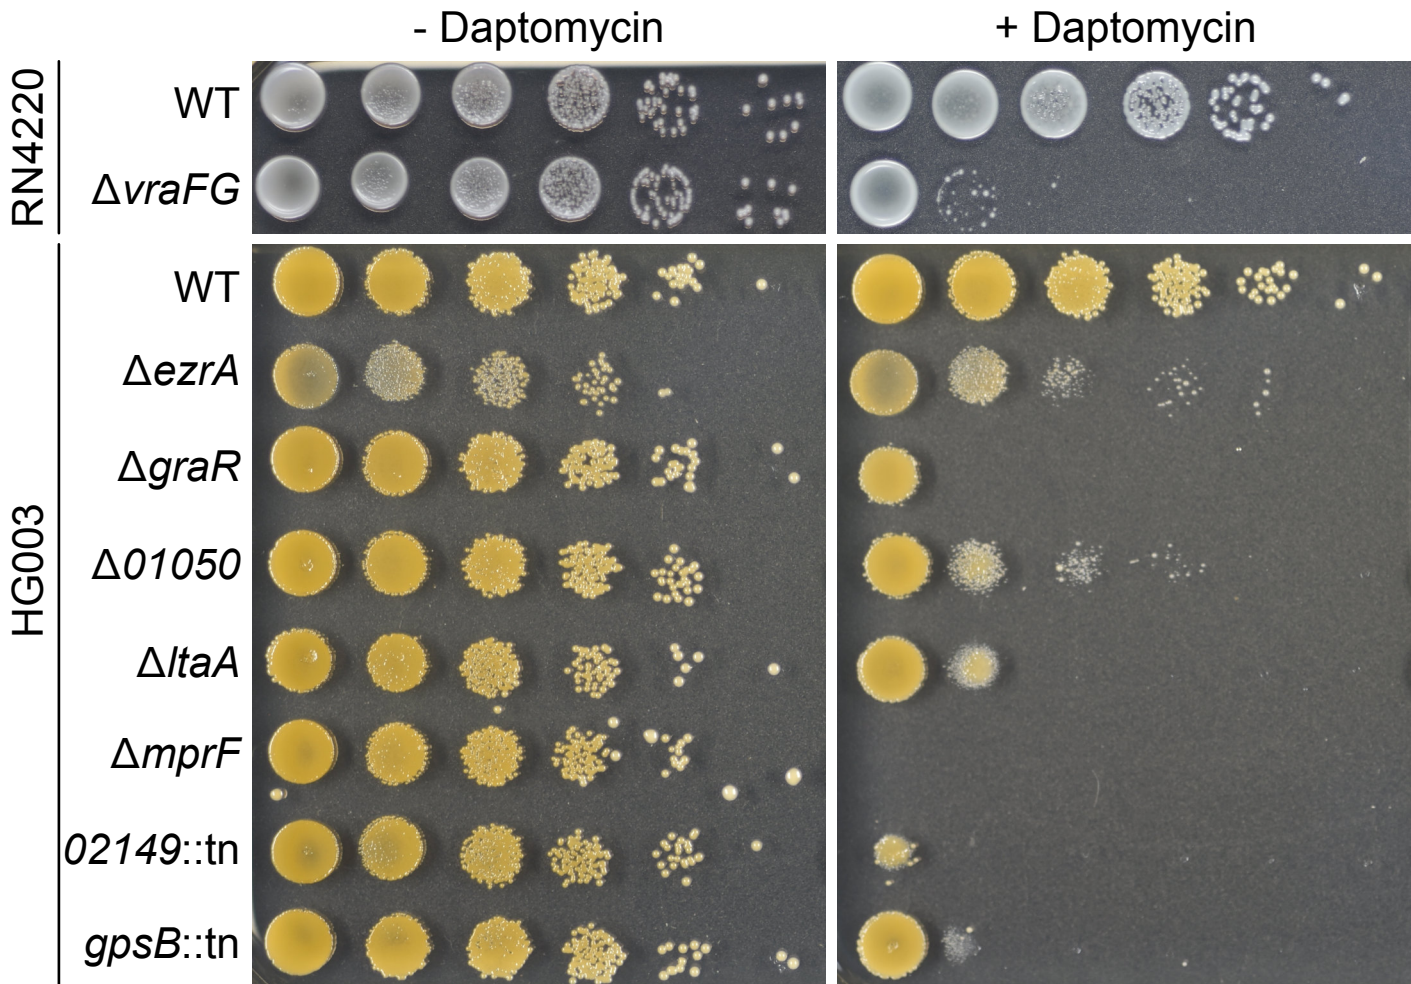 - Daptomycin
+ Daptomycin
RN4220
WT
ΔvraFG
HG003
WT
ΔezrA
ΔgraR
Δ01050
ΔltaA
ΔmprF
02149::tn
gpsB::tn